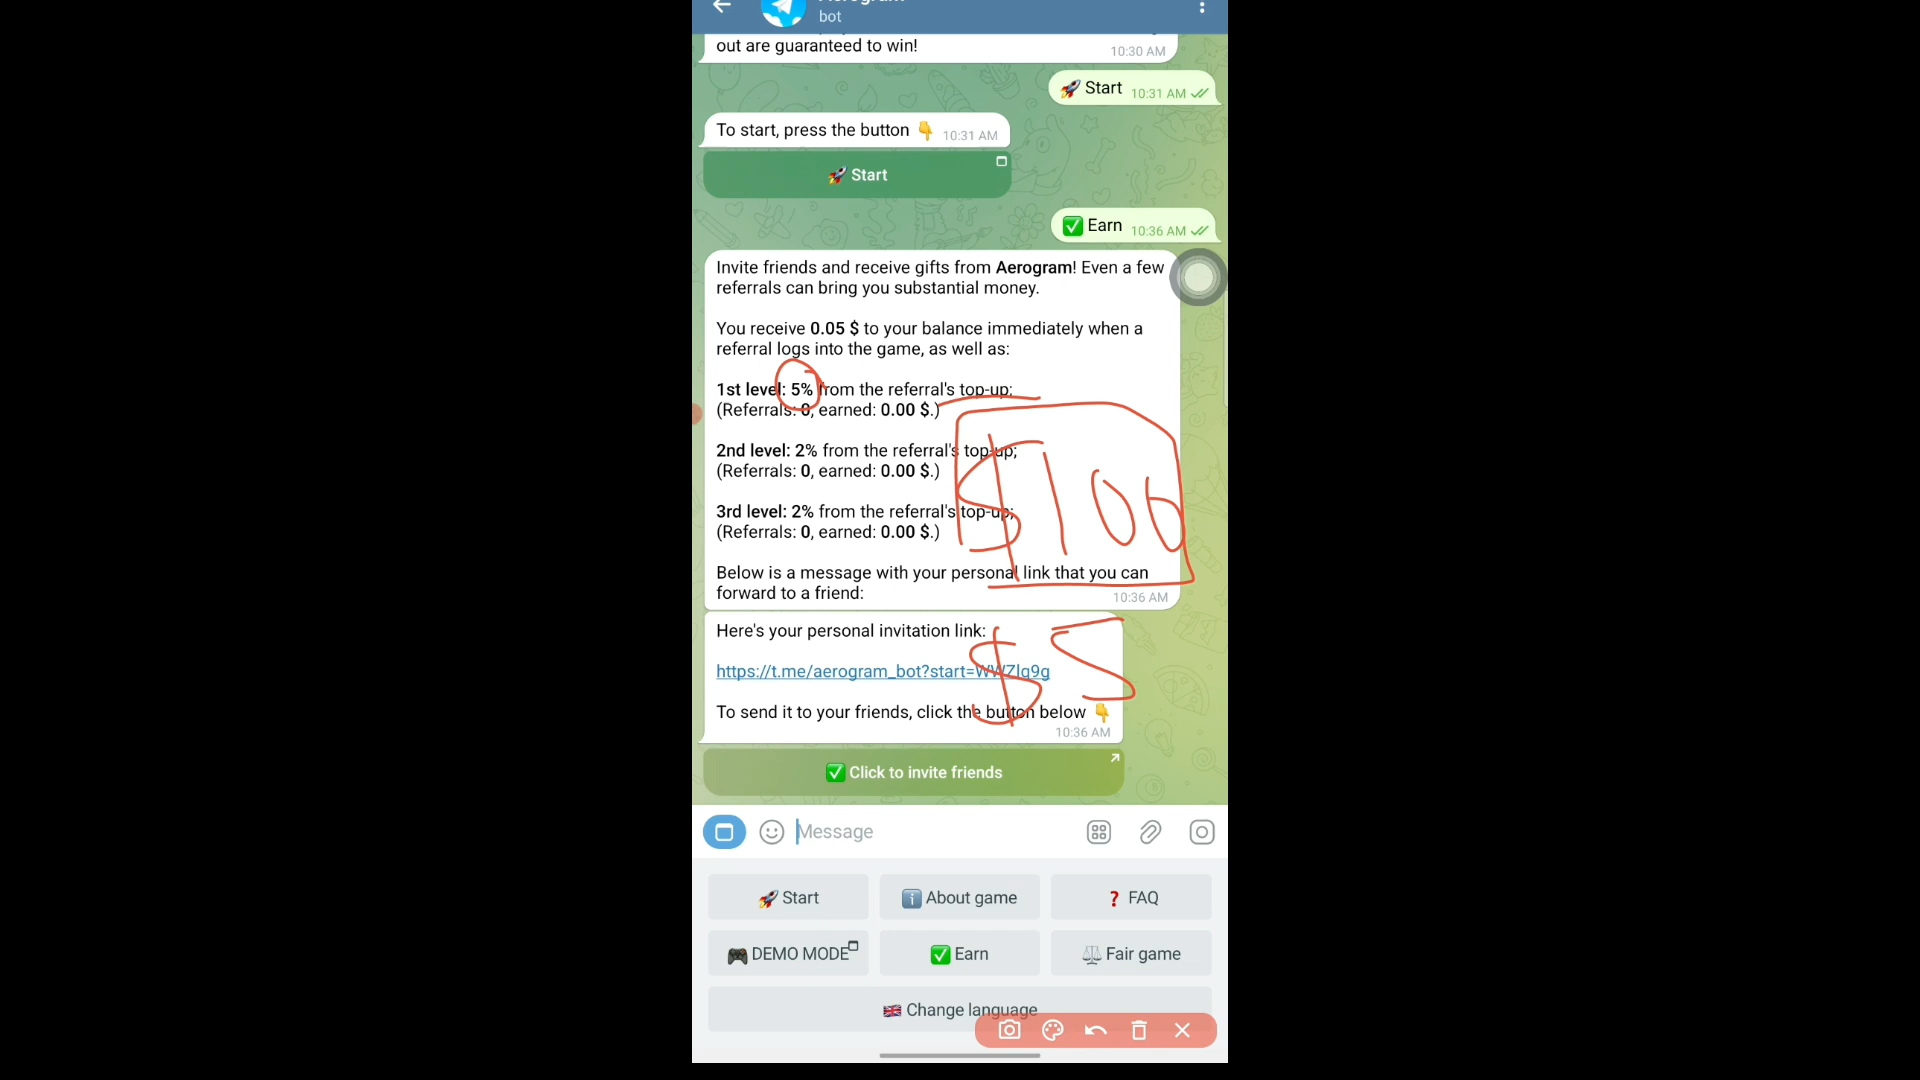 bot
out are guaranteed to win!
10:30 AM
🚀 Start 10:31 AM
To start, press the button 👇 10:31 AM
🚀 Start
✅ Earn 10:36 AM
Invite friends and receive gifts from Aerogram! Even a few
referrals can bring you substantial money.
You receive 0.05 $ to your balance immediately when a
referral logs into the game, as well as:
1st level: 5% from the referral's top-up;
(Referrals: 0, earned: 0.00 $.)
2nd level: 2% from the referral's top-up;
(Referrals: 0, earned: 0.00 $.)
3rd level: 2% from the referral's top-up;
(Referrals: 0, earned: 0.00 $.)
$100
Below is a message with your personal link that you can
forward to a friend:
10:36 AM
Here's your personal invitation link:
$5
https://t.me/aerogram_bot?start=WWZlq9g
To send it to your friends, click the button below 👇
10:36 AM
✅ Click to invite friends
Message
🚀 Start
ℹ️ About game
❓ FAQ
🎮 DEMO MODE
✅ Earn
⚖️ Fair game
🇬🇧 Change language